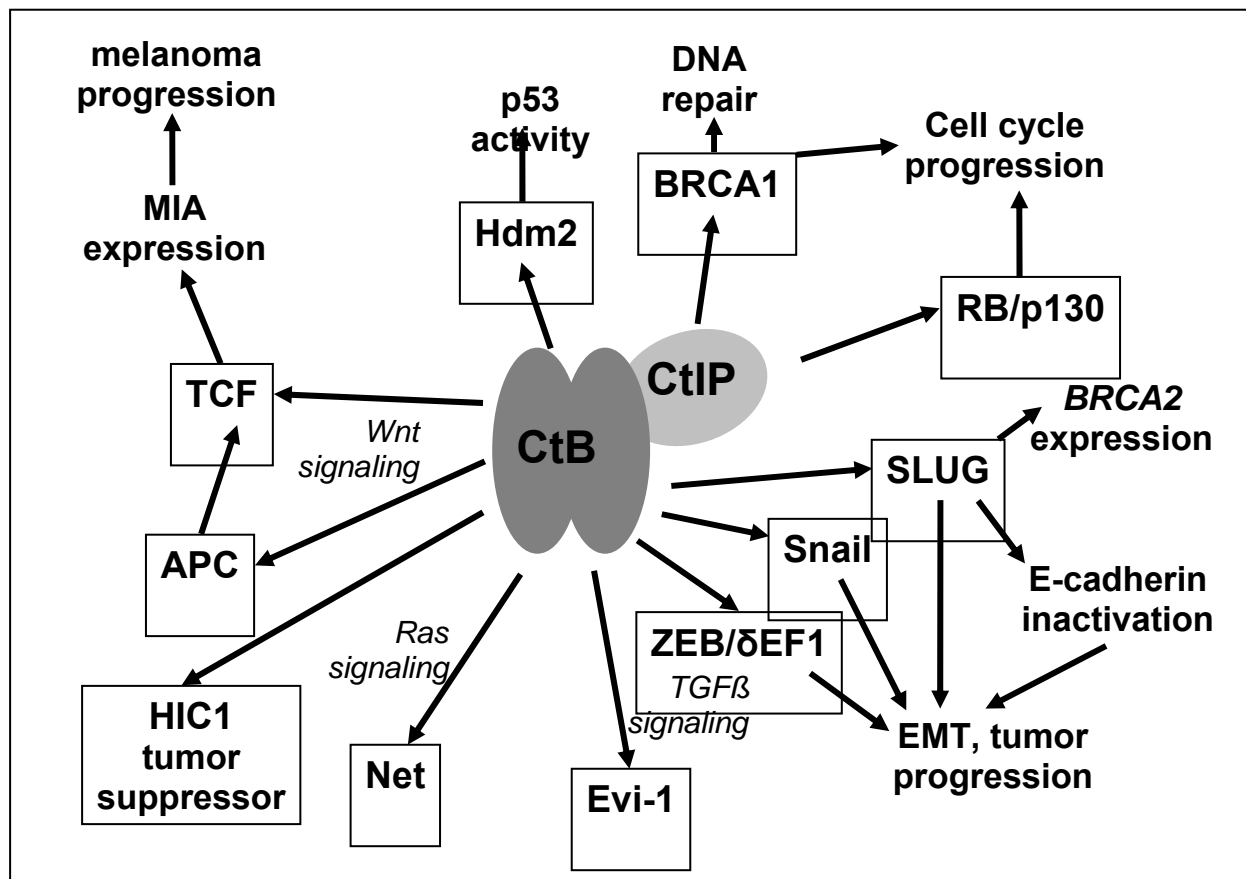 melanoma
progression
p53
activity
DNA
repair
Cell cycle
progression
MIA
expression
Hdm2
BRCA1
RB/p130
TCF
Wnt
signaling
CtB
CtIP
BRCA2
expression
SLUG
Snail
APC
E-cadherin
inactivation
Ras
signaling
ZEB/δEF1
TGFß
signaling
HIC1
tumor
suppressor
Net
Evi-1
EMT, tumor
progression